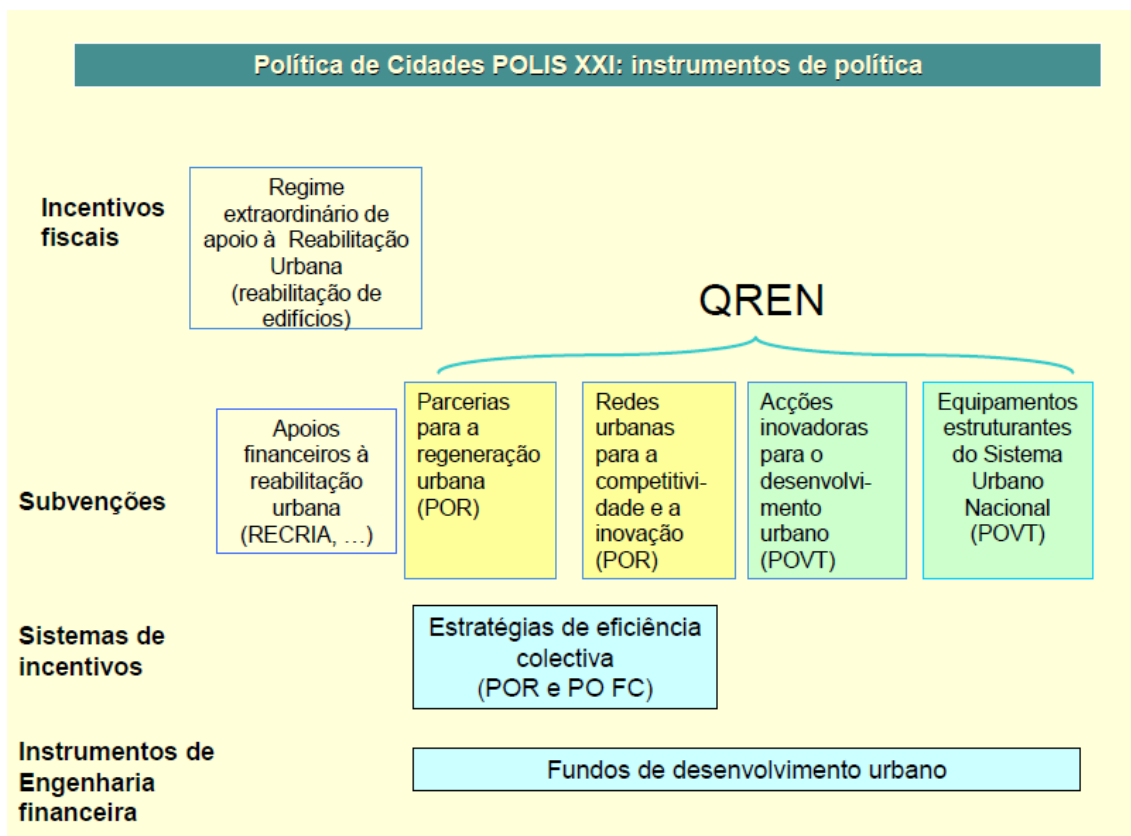 Política de Cidades POLIS XXI: instrumentos de política
Incentivos
fiscais
Regime
extraordinário de
apoio à Reabilitação
Urbana
(reabilitação de
edifícios)
QREN
Subvenções
Apoios
financeiros à
reabilitação
urbana
(RECRIA, …)
Parcerias
para a
regeneração
urbana
(POR)
Redes
urbanas
para a
competitivi-
dade e a
inovação
(POR)
Acções
inovadoras
para o
desenvolvi-
mento
urbano
(POVT)
Equipamentos
estruturantes
do Sistema
Urbano
Nacional
(POVT)
Sistemas de
incentivos
Estratégias de eficiência
colectiva
(POR e PO FC)
Instrumentos de
Engenharia
financeira
Fundos de desenvolvimento urbano